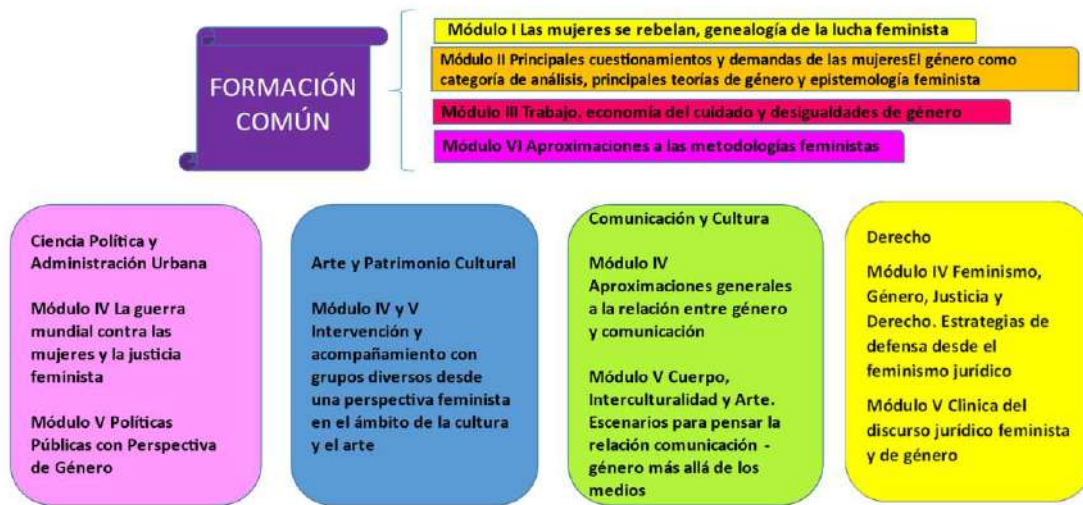 FORMACIÓN
COMÚN
Módulo I Las mujeres se rebelan, genealogía de la lucha feminista
Módulo II Principales cuestionamientos y demandas de las mujeresEl género como
categoría de análisis, principales teorías de género y epistemología feminista
Módulo III Trabajo, economía del cuidado y desigualdades de género
Módulo VI Aproximaciones a las metodologías feministas
Ciencia Política y
Administración Urbana
Módulo IV La guerra
mundial contra las
mujeres y la justicia
feminista
Módulo V Políticas
Públicas con Perspectiva
de Género
Arte y Patrimonio Cultural
Módulo IV y V
Intervención y
acompañamiento con
grupos diversos desde
una perspectiva feminista
en el ámbito de la cultura
y el arte
Comunicación y Cultura
Módulo IV
Aproximaciones generales
a la relación entre género
y comunicación
Módulo V Cuerpo,
Interculturalidad y Arte.
Escenarios para pensar la
relación comunicación -
género más allá de los
medios
Derecho
Módulo IV Feminismo,
Género, Justicia y
Derecho. Estrategias de
defensa desde el
feminismo jurídico
Módulo V Clinica del
discurso jurídico feminista
y de género